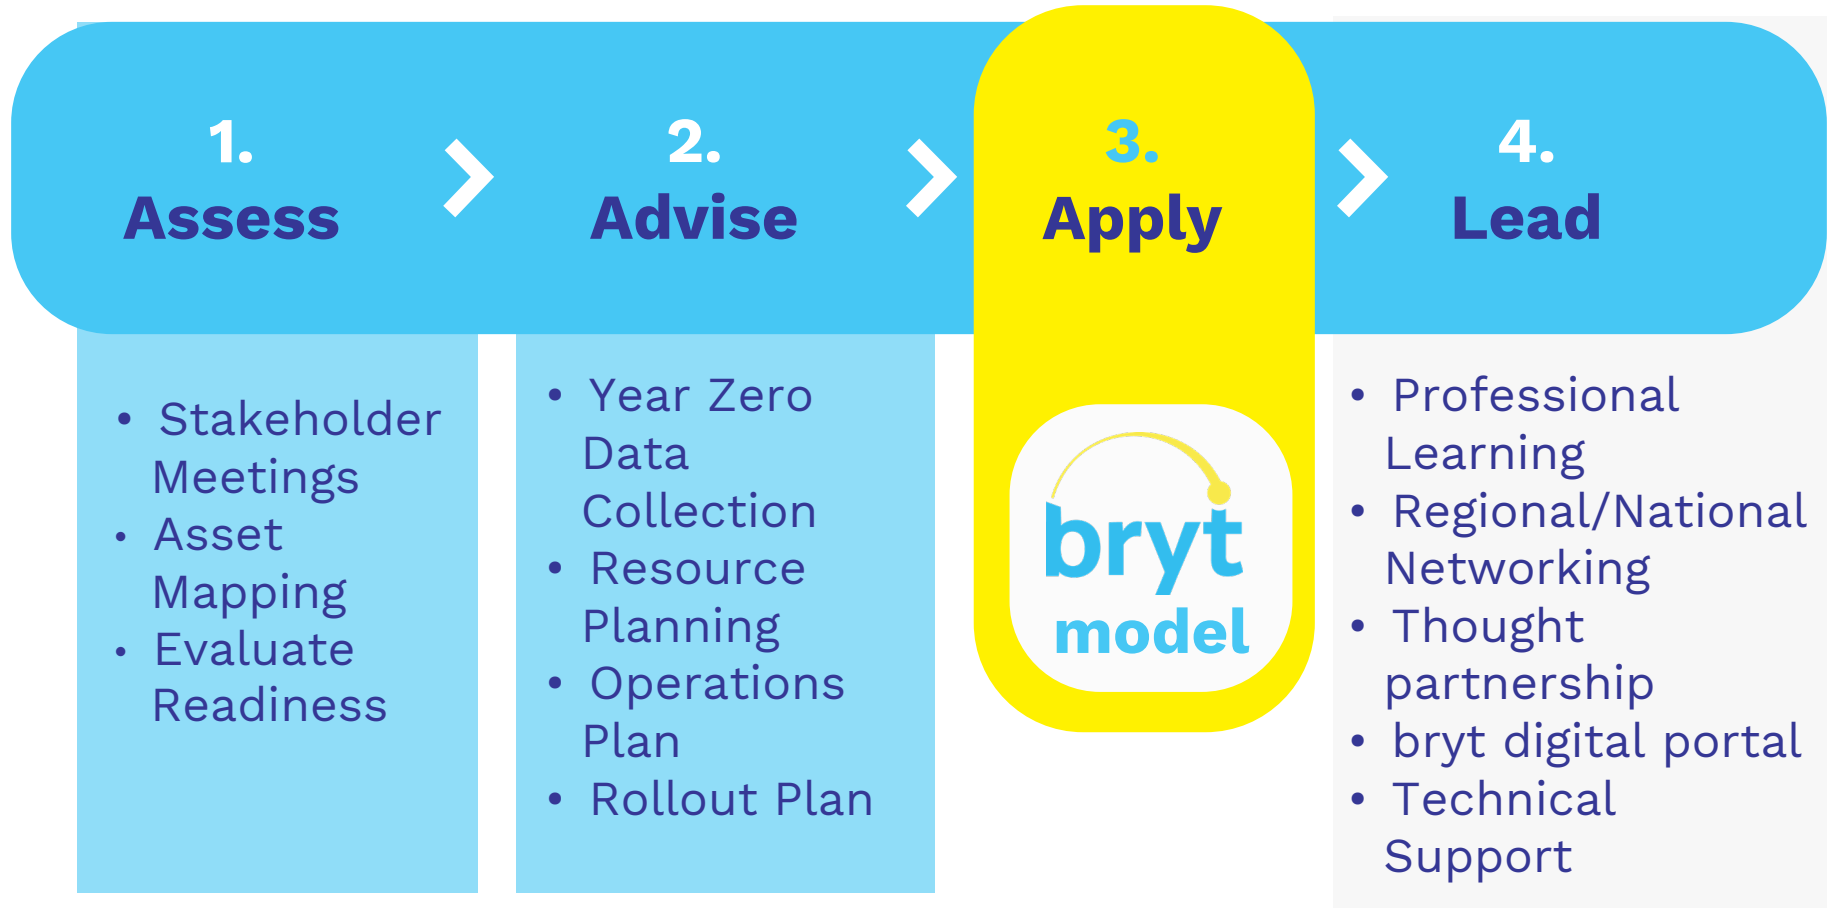 1.
Assess
2.
Advise
3.
Apply
4.
Lead
• Stakeholder
Meetings
• Asset
Mapping
• Evaluate
Readiness
• Year Zero
Data
Collection
• Resource
Planning
• Operations
Plan
• Rollout Plan
bryt
model
• Professional
Learning
• Regional/National
Networking
• Thought
partnership
• bryt digital portal
• Technical
Support